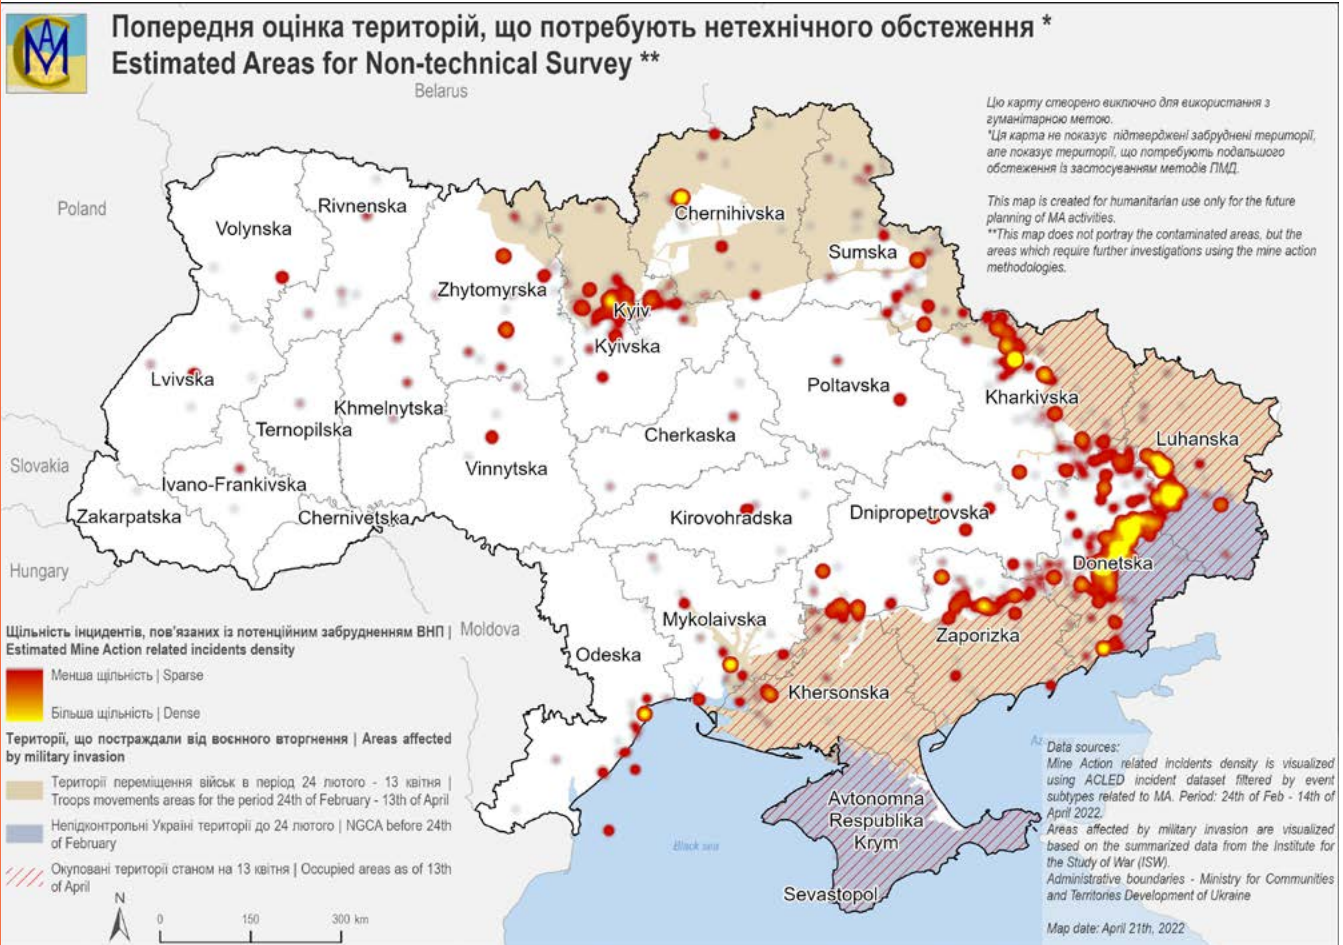 Попередня оцінка територій, що потребують нетехнічного обстеження *
Estimated Areas for Non-technical Survey **
Belarus
Цю карту створено виключно для використання з
гуманітарною метою.
*Ця карта не показує підтверджені забруднені території,
але показує території, що потребують подальшого
обстеження із застосуванням методів ПМД.
This map is created for humanitarian use only for the future
planning of MA activities.
**This map does not portray the contaminated areas, but the
areas which require further investigations using the mine action
methodologies.
Poland
Volynska
Rivnenska
Chernihivska
Sumska
Zhytomyrska
Kyiv
Kyivska
Lvivska
Ternopilska
Khmelnytska
Poltavska
Kharkivska
Luhanska
Cherkaska
Vinnytska
Slovakia
Ivano-Frankivska
Zakarpatska
Chernivetska
Kirovohradska
Dnipropetrovska
Donetska
Hungary
Moldova
Mykolaivska
Odeska
Zaporizka
Khersonska
Avtonomna
Respublika
Krym
Sevastopol
Black sea
Щільність інцидентів, пов'язаних із потенційним забрудненням ВНП |
Estimated Mine Action related incidents density
Менша щільність | Sparse
Більша щільність | Dense
Території, що постраждали від воєнного вторгнення | Areas affected
by military invasion
Території переміщення військ в період 24 лютого - 13 квітня |
Troops movements areas for the period 24th of February - 13th of April
Непідконтрольні Україні території до 24 лютого | NGCA before 24th
of February
Окуповані території станом на 13 квітня | Occupied areas as of 13th
of April
N
0 150 300 km
Data sources:
Mine Action related incidents density is visualized
using ACLED incident dataset filtered by event
subtypes related to MA. Period: 24th of Feb - 14th of
April 2022.
Areas affected by military invasion are visualized
based on the summarized data from the Institute for
the Study of War (ISW).
Administrative boundaries - Ministry for Communities
and Territories Development of Ukraine
Map date: April 21th, 2022